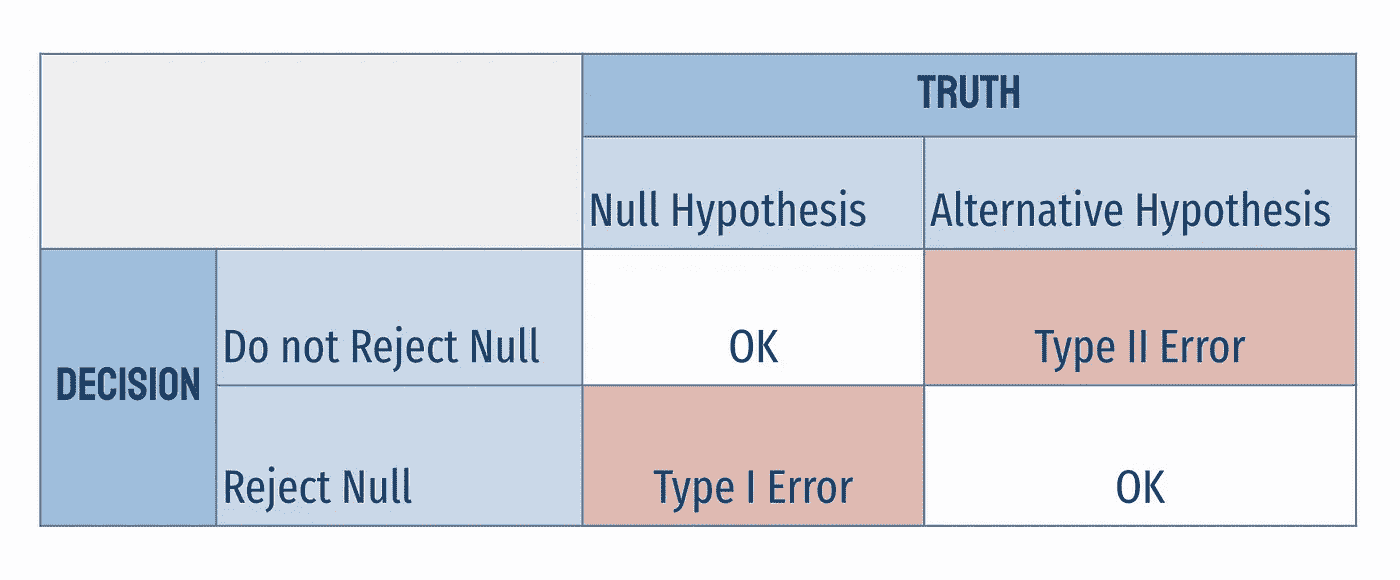 TRUTH
Null Hypothesis
Alternative Hypothesis
DECISION
Do not Reject Null
OK
Type II Error
Reject Null
Type I Error
OK